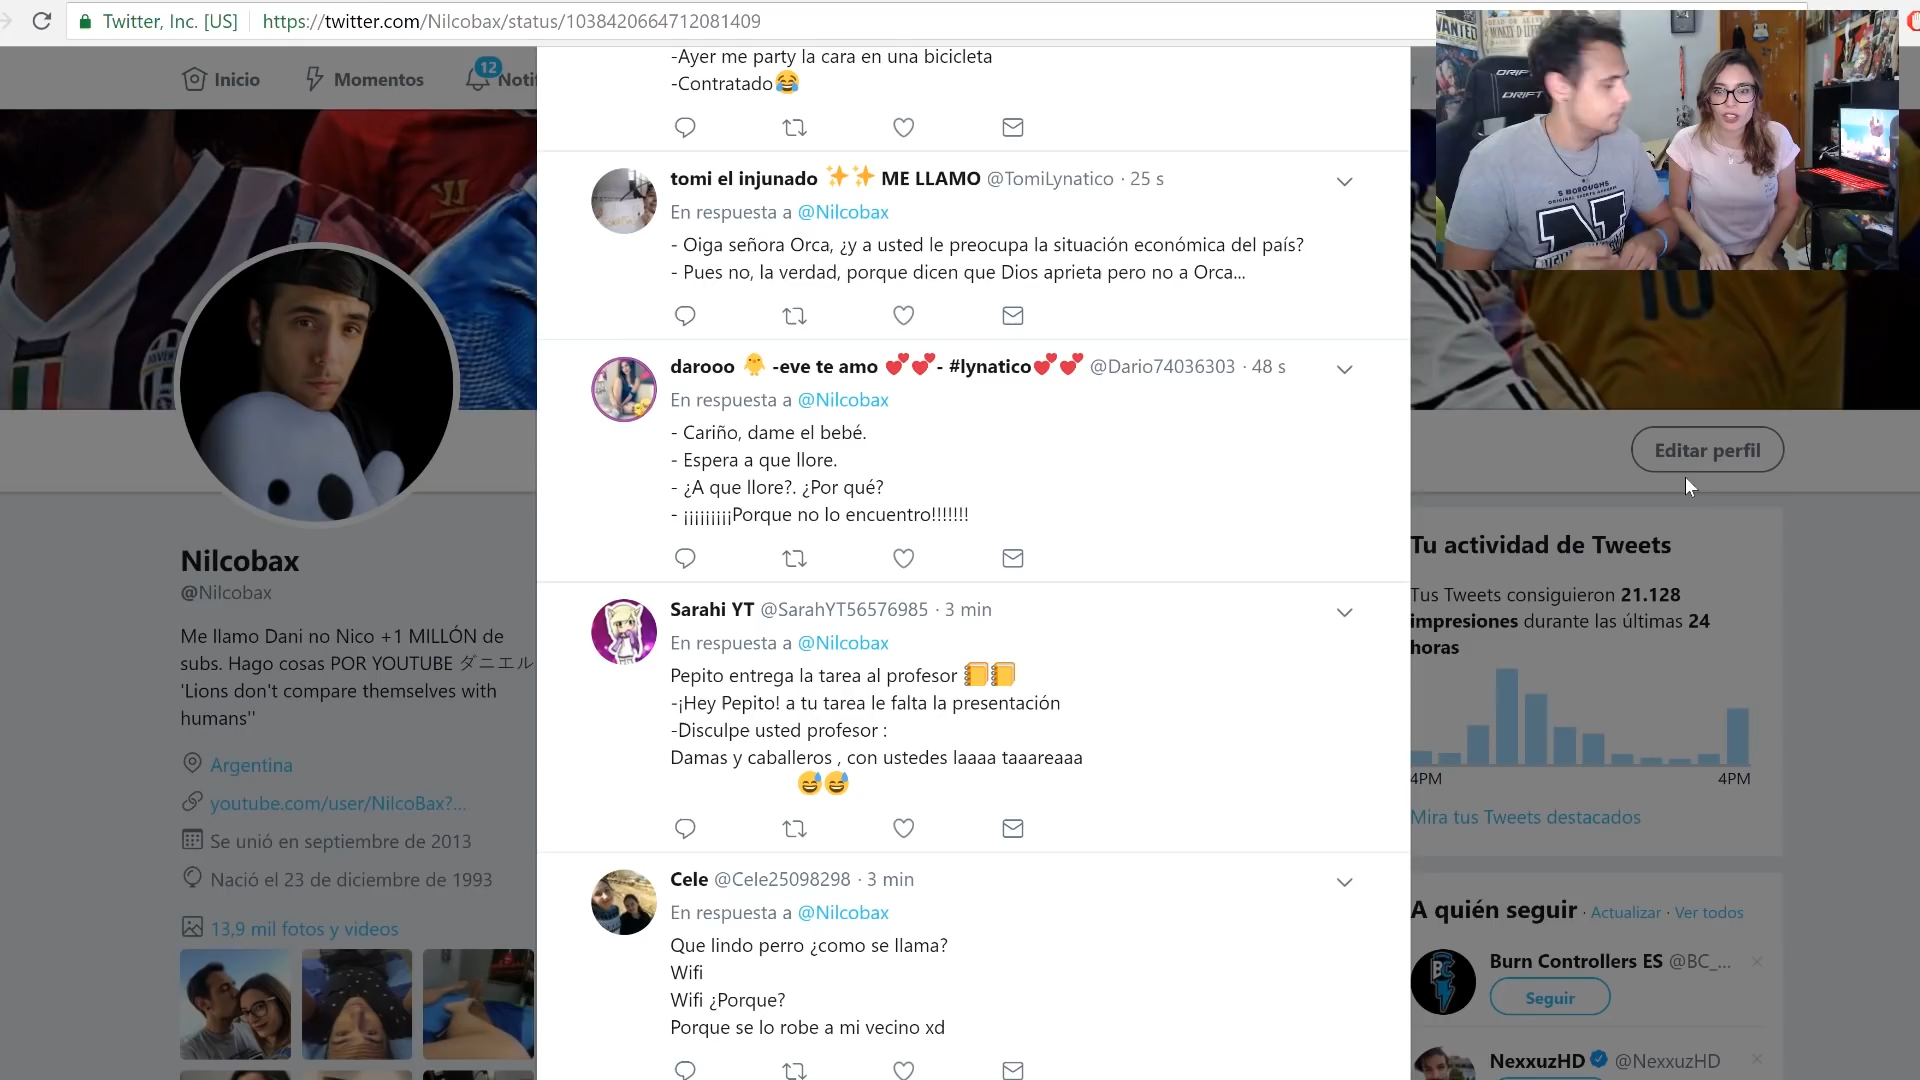 Twitter, Inc. [US]
https://twitter.com/Nilcobax/status/1038420664712081409
Inicio
Momentos
12
Noti
-Ayer me party la cara en una bicicleta
-Contratado😂
tomi el injunado ✨✨ ME LLAMO @TomiLynatico · 25 s
En respuesta a @Nilcobax
- Oiga señora Orca, ¿y a usted le preocupa la situación económica del país?
- Pues no, la verdad, porque dicen que Dios aprieta pero no a Orca...
darooo 🐥 -eve te amo 💕💕- #lynatico💕💕 @Dario74036303 · 48 s
En respuesta a @Nilcobax
- Cariño, dame el bebé.
- Espera a que llore.
- ¿A que llore?. ¿Por qué?
- ¡¡¡¡¡¡¡¡¡Porque no lo encuentro!!!!!!!
Sarahi YT @SarahYT56576985 · 3 min
En respuesta a @Nilcobax
Pepito entrega la tarea al profesor 📒📒
-¡Hey Pepito! a tu tarea le falta la presentación
-Disculpe usted profesor :
Damas y caballeros , con ustedes laaaa taaareaaa
😅😅
Cele @Cele25098298 · 3 min
En respuesta a @Nilcobax
Que lindo perro ¿como se llama?
Wifi
Wifi ¿Porque?
Porque se lo robe a mi vecino xd
Nilcobax
@Nilcobax
Me llamo Dani no Nico +1 MILLÓN de
subs. Hago cosas POR YOUTUBE ダニエル
'Lions don't compare themselves with
humans''
Argentina
youtube.com/user/NilcoBax?...
Se unió en septiembre de 2013
Nació el 23 de diciembre de 1993
13,9 mil fotos y videos
WANTED
DRIFT
DRIFT
S BOROUGHS
N
10
Editar perfil
Tu actividad de Tweets
Tus Tweets consiguieron 21.128
impresiones durante las últimas 24
horas
4PM
4PM
Mira tus Tweets destacados
A quién seguir · Actualizar · Ver todos
BC
Burn Controllers ES @BC_...
Seguir
NexxuzHD @NexxuzHD